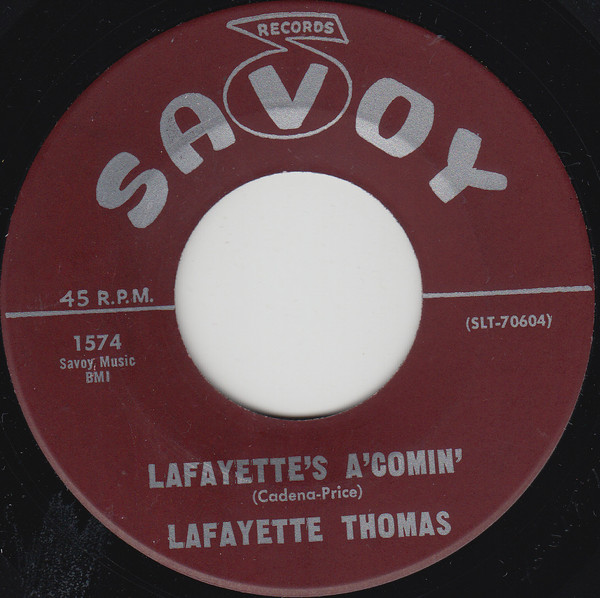 RECORDS
SAVOY
45 R.P.M.
1574
Savoy, Music
BMI
(SLT-70604)
LAFAYETTE'S A'COMIN'
(Cadena-Price)
LAFAYETTE THOMAS